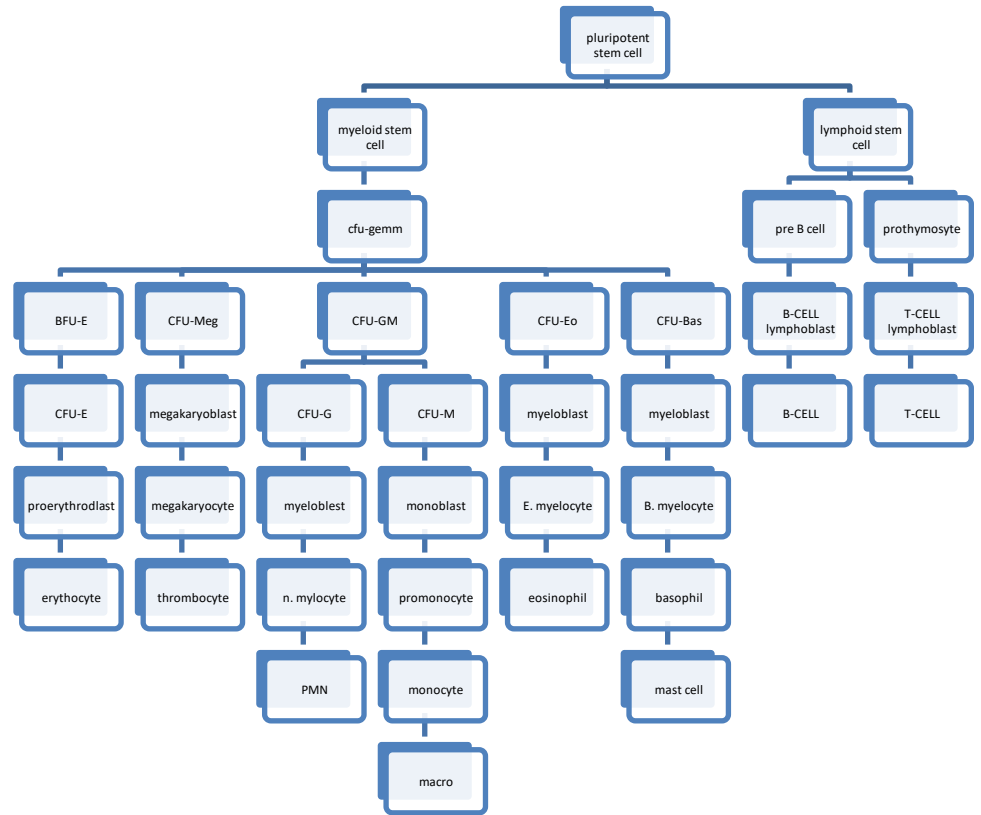 pluripotent
stem cell
myeloid stem
cell
lymphoid stem
cell
cfu-gemm
pre B cell
prothymosyte
BFU-E
CFU-Meg
CFU-GM
CFU-Eo
CFU-Bas
B-CELL
lymphoblast
T-CELL
lymphoblast
CFU-E
megakaryoblast
CFU-G
CFU-M
myeloblast
myeloblast
B-CELL
T-CELL
proerythrodlast
megakaryocyte
myeloblest
monoblast
E. myelocyte
B. myelocyte
erythocyte
thrombocyte
n. mylocyte
promonocyte
eosinophil
basophil
PMN
monocyte
mast cell
macro